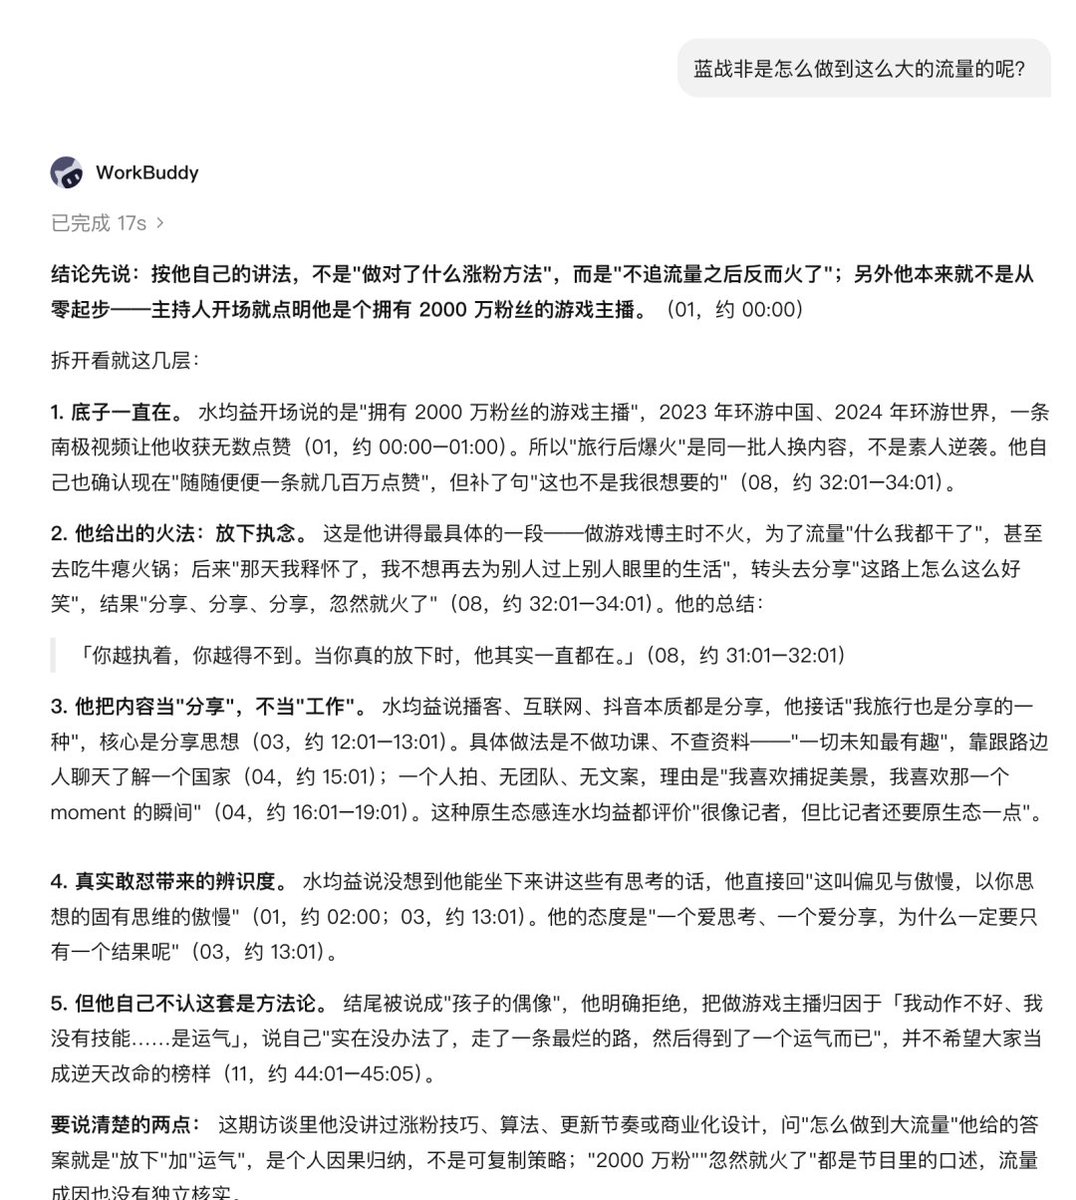 蓝战非是怎么做到这么大的流量的呢？
WorkBuddy
已完成 17s >
结论先说：按他自己的讲法，不是"做对了什么涨粉方法"，而是"不追流量之后反而火了"；另外他本来就不是从
零起步——主持人开场就点明他是个拥有 2000 万粉丝的游戏主播。（01，约 00:00）
拆开看就这几层：
1. 底子一直在。 水均益开场说的是"拥有 2000 万粉丝的游戏主播"，2023 年环游中国、2024 年环游世界，一条
南极视频让他收获无数点赞（01，约 00:00—01:00）。所以"旅行后爆火"是同一批人换内容，不是素人逆袭。他自
己也确认现在"随随便便一条就几百万点赞"，但补了句"这也不是我很想要的"（08，约 32:01—34:01）。
2. 他给出的火法：放下执念。 这是他讲得最具体的一段——做游戏博主时不火，为了流量"什么我都干了"，甚至
去吃牛瘪火锅；后来"那天我释怀了，我不想再去为别人过上别人眼里的生活"，转头去分享"这路上怎么这么好
笑"，结果"分享、分享、分享，忽然就火了"（08，约 32:01—34:01）。他的总结：
「你越执着，你越得不到。当你真的放下时，他其实一直都在。」（08，约 31:01—32:01）
3. 他把内容当"分享"，不当"工作"。 水均益说播客、互联网、抖音本质都是分享，他接话"我旅行也是分享的一
种"，核心是分享思想（03，约 12:01—13:01）。具体做法是不做功课、不查资料——"一切未知最有趣"，靠跟路边
人聊天了解一个国家（04，约 15:01）；一个人拍、无团队、无文案，理由是"我喜欢捕捉美景，我喜欢那一个
moment 的瞬间"（04，约 16:01—19:01）。这种原生态感连水均益都评价"很像记者，但比记者还要原生态一点"。
4. 真实敢怼带来的辨识度。 水均益说没想到他能坐下来讲这些有思考的话，他直接回"这叫偏见与傲慢，以你思
想的固有思维的傲慢"（01，约 02:00；03，约 13:01）。他的态度是"一个爱思考、一个爱分享，为什么一定要只
有一个结果呢"（03，约 13:01）。
5. 但他自己不认这套是方法论。 结尾被说成"孩子的偶像"，他明确拒绝，把做游戏主播归因于「我动作不好、我
没有技能……是运气」，说自己"实在没办法了，走了一条最烂的路，然后得到了一个运气而已"，并不希望大家当
成逆天改命的榜样（11，约 44:01—45:05）。
要说清楚的两点： 这期访谈里他没讲过涨粉技巧、算法、更新节奏或商业化设计，问"怎么做到大流量"他给的答
案就是"放下"加"运气"，是个人因果归纳，不是可复制策略；"2000 万粉""忽然就火了"都是节目里的口述，流量
成因也没有独立核实。